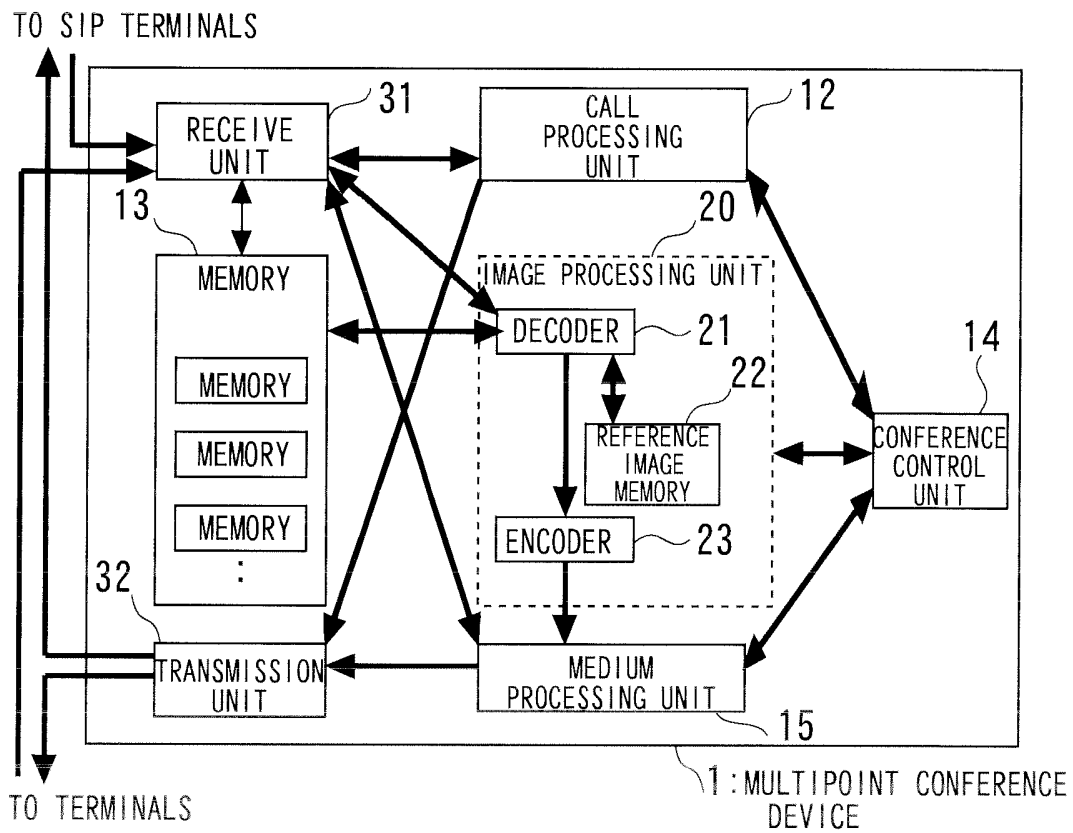 TO SIP TERMINALS
31
RECEIVE
UNIT
CALL
PROCESSING
UNIT
12
13
20
MEMORY
IMAGE PROCESSING UNIT
DECODER
21
14
MEMORY
22
REFERENCE
IMAGE
MEMORY
CONFERENCE
CONTROL
UNIT
MEMORY
MEMORY
ENCODER
23
:
32
TRANSMISSION
UNIT
MEDIUM
PROCESSING UNIT
15
1:MULTIPOINT CONFERENCE
DEVICE
TO TERMINALS